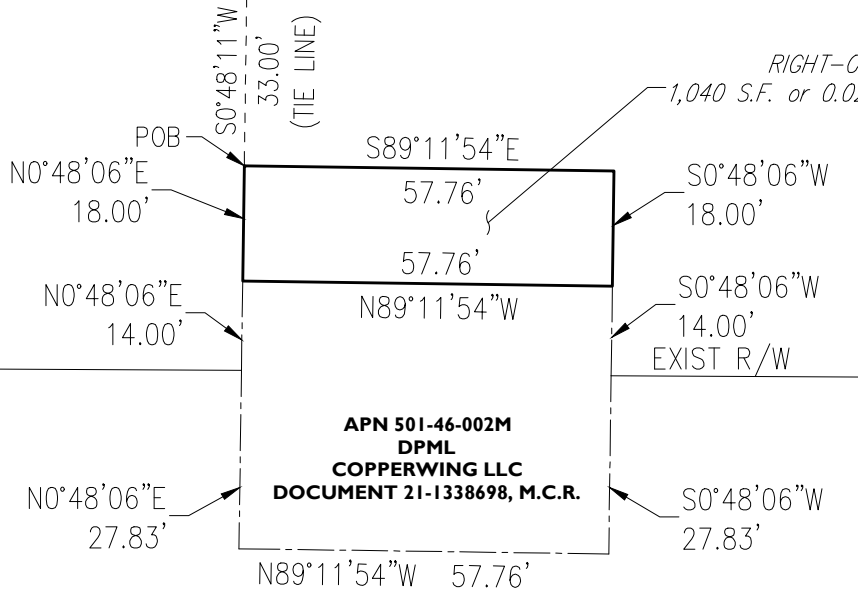 S0°48'11"W
33.00'
(TIE LINE)
RIGHT-O
1,040 S.F. or 0.02
POB
S89°11'54"E
N0°48'06"E
18.00'
57.76'
S0°48'06"W
18.00'
57.76'
N0°48'06"E
14.00'
N89°11'54"W
S0°48'06"W
14.00'
EXIST R/W
APN 501-46-002M
DPML
COPPERWING LLC
DOCUMENT 21-1338698, M.C.R.
N0°48'06"E
27.83'
S0°48'06"W
27.83'
N89°11'54"W 57.76'